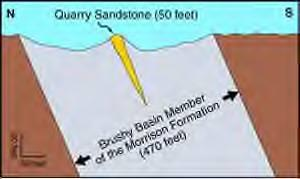 N
Quarry Sandstone (50 feet)
S
Brushy Basin Member
of the Morrison Formation
(470 feet)